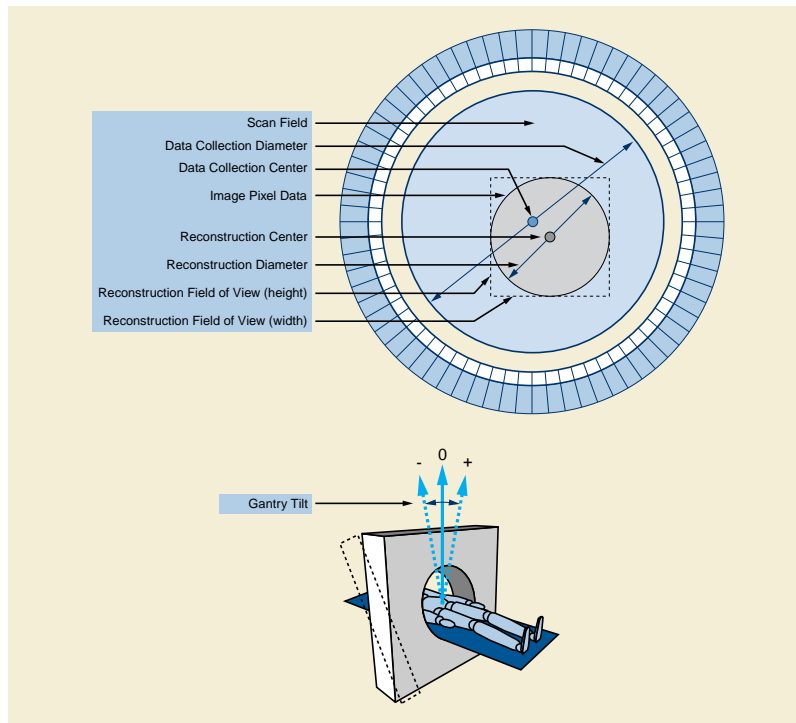 Scan Field
Data Collection Diameter
Data Collection Center
Image Pixel Data
Reconstruction Center
Reconstruction Diameter
Reconstruction Field of View (height)
Reconstruction Field of View (width)
- 0 +
Gantry Tilt